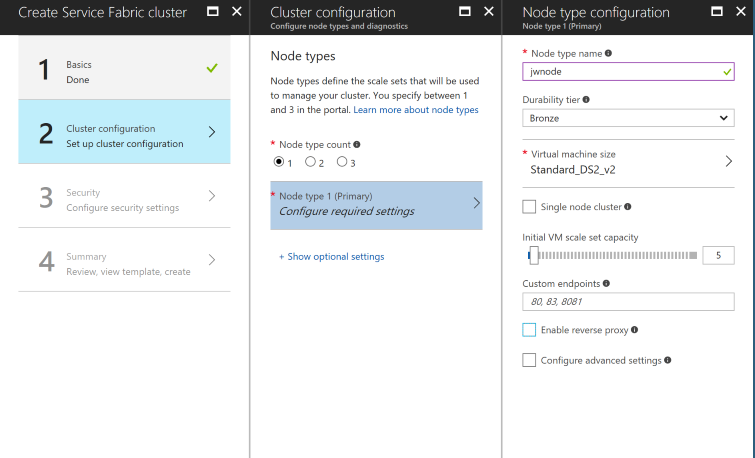 Create Service Fabric cluster
1
Basics
Done
2
Cluster configuration
Set up cluster configuration
3
Security
Configure security settings
4
Summary
Review, view template, create
Cluster configuration
Configure node types and diagnostics
Node types
Node types define the scale sets that will be used
to manage your cluster. You specify between 1
and 3 in the portal. Learn more about node types
* Node type count
1 2 3
* Node type 1 (Primary)
Configure required settings
+ Show optional settings
Node type configuration
Node type 1 (Primary)
* Node type name
jwnode
Durability tier
Bronze
* Virtual machine size
Standard_DS2_v2
Single node cluster
Initial VM scale set capacity
5
Custom endpoints
80, 83, 8081
Enable reverse proxy
Configure advanced settings